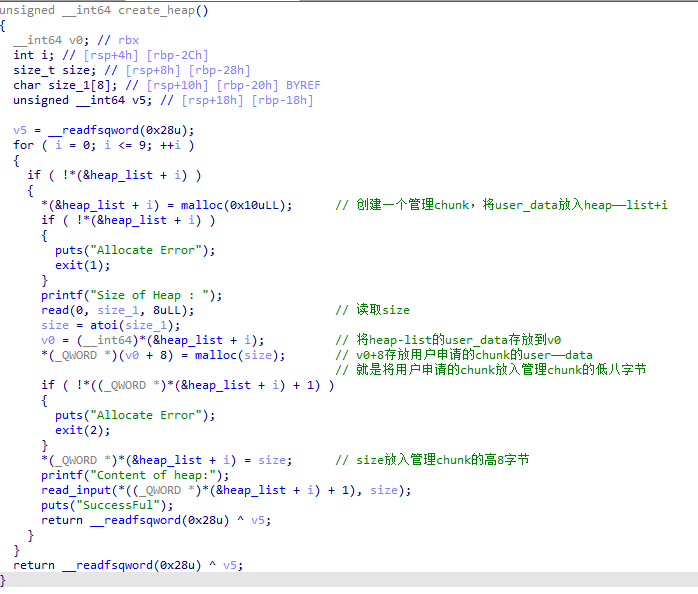 unsigned __int64 create_heap()
{
  __int64 v0; // rbx
  int i; // [rsp+4h] [rbp-2Ch]
  size_t size; // [rsp+8h] [rbp-28h]
  char size_1[8]; // [rsp+10h] [rbp-20h] BYREF
  unsigned __int64 v5; // [rsp+18h] [rbp-18h]

  v5 = __readfsqword(0x28u);
  for ( i = 0; i <= 9; ++i )
  {
    if ( !*(&heap_list + i) )
    {
      *(&heap_list + i) = malloc(0x10uLL);      // 创建一个管理chunk，将user_data放入heap——list+i
      if ( !*(&heap_list + i) )
      {
        puts("Allocate Error");
        exit(1);
      }
      printf("Size of Heap : ");
      read(0, size_1, 8uLL);                    // 读取size
      size = atoi(size_1);
      v0 = (__int64)*(&heap_list + i);          // 将heap-list的user_data存放到v0
      *(_QWORD *)(v0 + 8) = malloc(size);       // v0+8存放用户申请的chunk的user——data
                                                // 就是将用户申请的chunk放入管理chunk的低八字节
      if ( !*((_QWORD *)*(&heap_list + i) + 1) )
      {
        puts("Allocate Error");
        exit(2);
      }
      *(_QWORD *)*(&heap_list + i) = size;      // size放入管理chunk的高8字节
      printf("Content of heap:");
      read_input(*((_QWORD *)*(&heap_list + i) + 1), size);
      puts("SuccessFul");
      return __readfsqword(0x28u) ^ v5;
    }
  }
  return __readfsqword(0x28u) ^ v5;
}